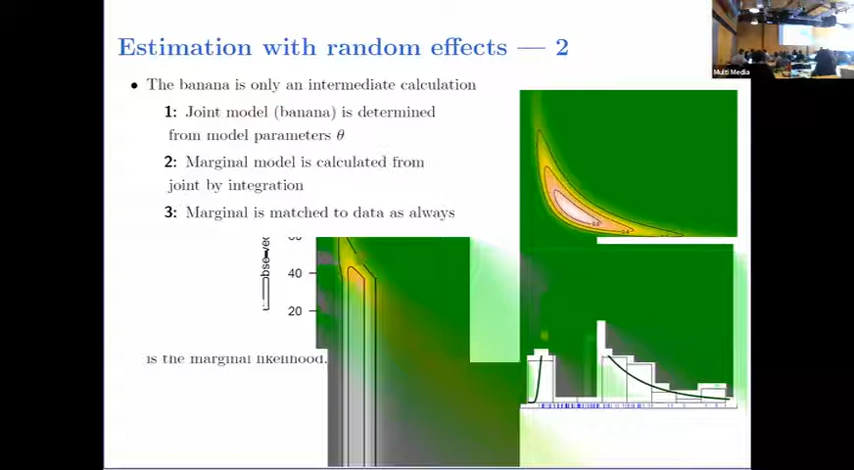 Estimation with random effects — 2
Multi Media
• The banana is only an intermediate calculation
1: Joint model (banana) is determined
from model parameters θ
2: Marginal model is calculated from
joint by integration
3: Marginal is matched to data as always
40
20
is the marginal likelihood.